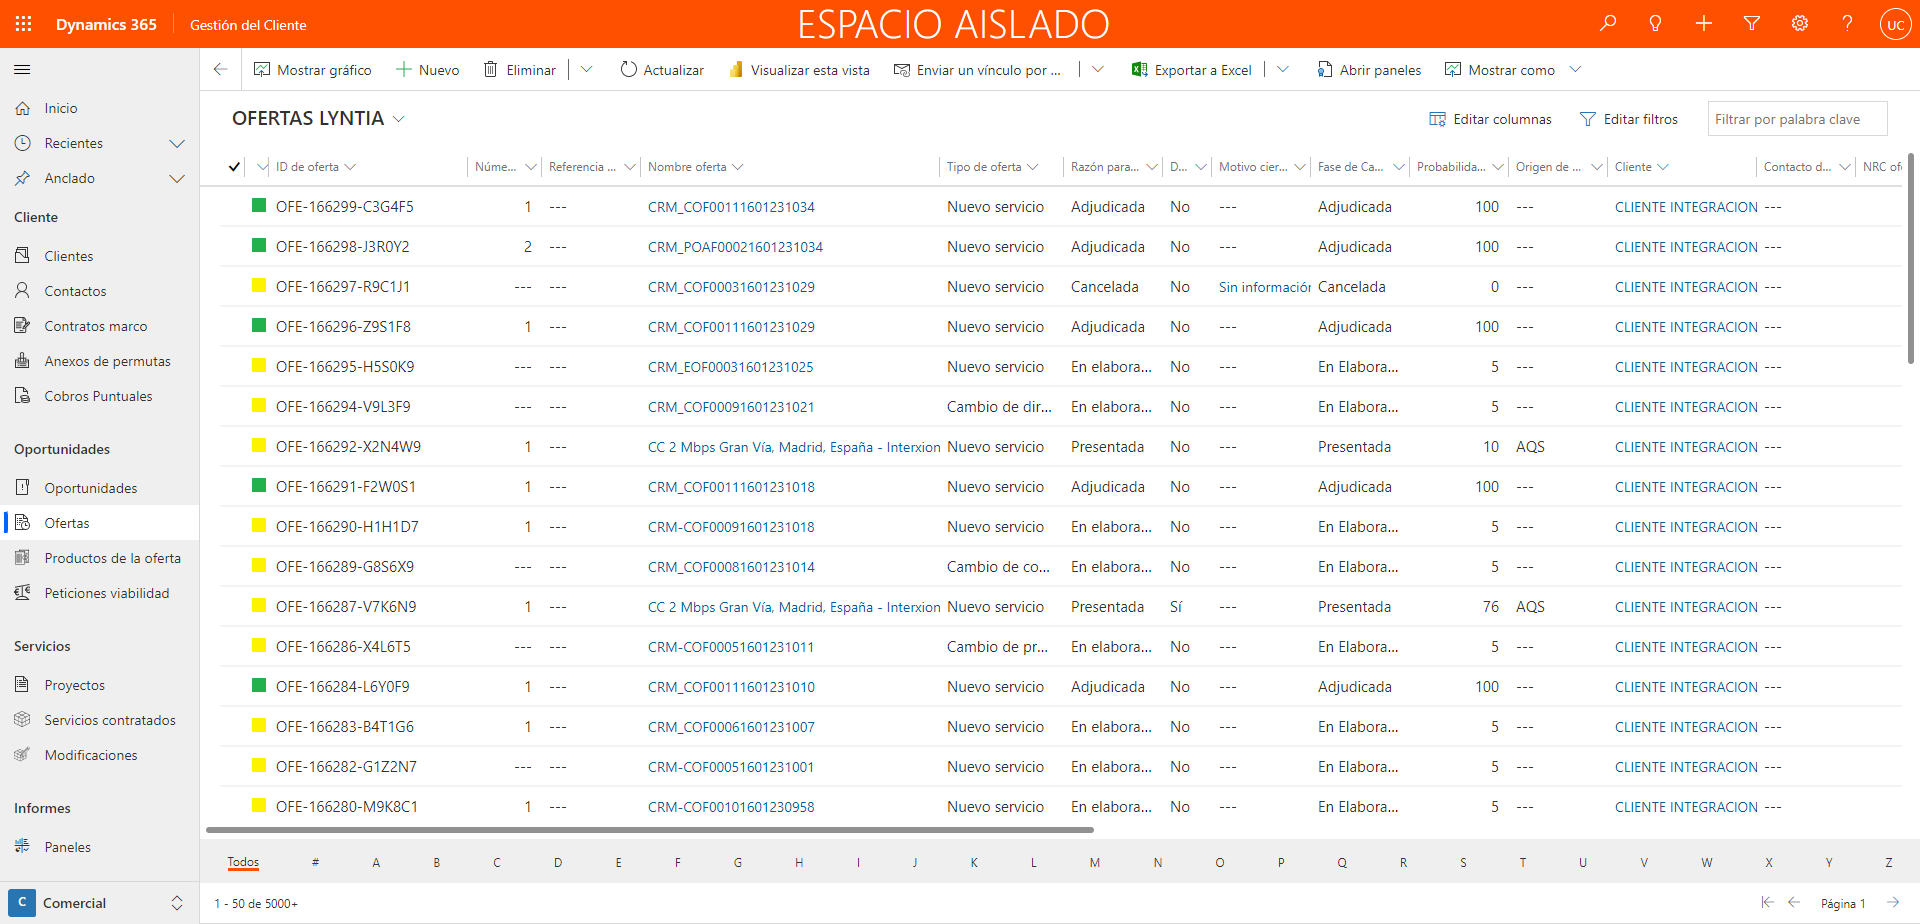 Dynamics 365 Gestión del Cliente ESPACIO AISLADO UC
Mostrar gráfico Nuevo Eliminar Actualizar Visualizar esta vista Enviar un vínculo por ... Exportar a Excel Abrir paneles Mostrar como
Inicio
Recientes
Anclado
Cliente
Clientes
Contactos
Contratos marco
Anexos de permutas
Cobros Puntuales
Oportunidades
Oportunidades
Ofertas
Productos de la oferta
Peticiones viabilidad
Servicios
Proyectos
Servicios contratados
Modificaciones
Informes
Paneles
C Comercial
OFERTAS LYNTIA Editar columnas Editar filtros Filtrar por palabra clave
ID de oferta Núme... Referencia ... Nombre oferta Tipo de oferta Razón para... D... Motivo cier... Fase de Ca... Probabilida... Origen de ... Cliente Contacto d... NRC of
OFE-166299-C3G4F5 1 --- CRM_COF00111601231034 Nuevo servicio Adjudicada No --- Adjudicada 100 --- CLIENTE INTEGRACION ---
OFE-166298-J3R0Y2 2 --- CRM_POAF00021601231034 Nuevo servicio Adjudicada No --- Adjudicada 100 --- CLIENTE INTEGRACION ---
OFE-166297-R9C1J1 --- --- CRM_COF00031601231029 Nuevo servicio Cancelada No Sin información Cancelada 0 --- CLIENTE INTEGRACION ---
OFE-166296-Z9S1F8 1 --- CRM_COF00111601231029 Nuevo servicio Adjudicada No --- Adjudicada 100 --- CLIENTE INTEGRACION ---
OFE-166295-H5S0K9 --- --- CRM_EOF00031601231025 Nuevo servicio En elabora... No --- En Elabora... 5 --- CLIENTE INTEGRACION ---
OFE-166294-V9L3F9 --- --- CRM_COF00091601231021 Cambio de dir... En elabora... No --- En Elabora... 5 --- CLIENTE INTEGRACION ---
OFE-166292-X2N4W9 1 --- CC 2 Mbps Gran Vía, Madrid, España - Interxion Nuevo servicio Presentada No --- Presentada 10 AQS CLIENTE INTEGRACION ---
OFE-166291-F2W0S1 1 --- CRM_COF00111601231018 Nuevo servicio Adjudicada No --- Adjudicada 100 --- CLIENTE INTEGRACION ---
OFE-166290-H1H1D7 1 --- CRM-COF00091601231018 Nuevo servicio En elabora... No --- En Elabora... 5 --- CLIENTE INTEGRACION ---
OFE-166289-G8S6X9 --- --- CRM_COF00081601231014 Cambio de co... En elabora... No --- En Elabora... 5 --- CLIENTE INTEGRACION ---
OFE-166287-V7K6N9 1 --- CC 2 Mbps Gran Vía, Madrid, España - Interxion Nuevo servicio Presentada Sí --- Presentada 76 AQS CLIENTE INTEGRACION ---
OFE-166286-X4L6T5 --- --- CRM-COF00051601231011 Cambio de pr... En elabora... No --- En Elabora... 5 --- CLIENTE INTEGRACION ---
OFE-166284-L6Y0F9 1 --- CRM_COF00111601231010 Nuevo servicio Adjudicada No --- Adjudicada 100 --- CLIENTE INTEGRACION ---
OFE-166283-B4T1G6 1 --- CRM_COF00061601231007 Nuevo servicio En elabora... No --- En Elabora... 5 --- CLIENTE INTEGRACION ---
OFE-166282-G1Z2N7 --- --- CRM-COF00051601231001 Nuevo servicio En elabora... No --- En Elabora... 5 --- CLIENTE INTEGRACION ---
OFE-166280-M9K8C1 1 --- CRM-COF00101601230958 Nuevo servicio En elabora... No --- En Elabora... 5 --- CLIENTE INTEGRACION ---
Todos # A B C D E F G H I J K L M N O P Q R S T U V W X Y Z
1 - 50 de 5000+ Página 1